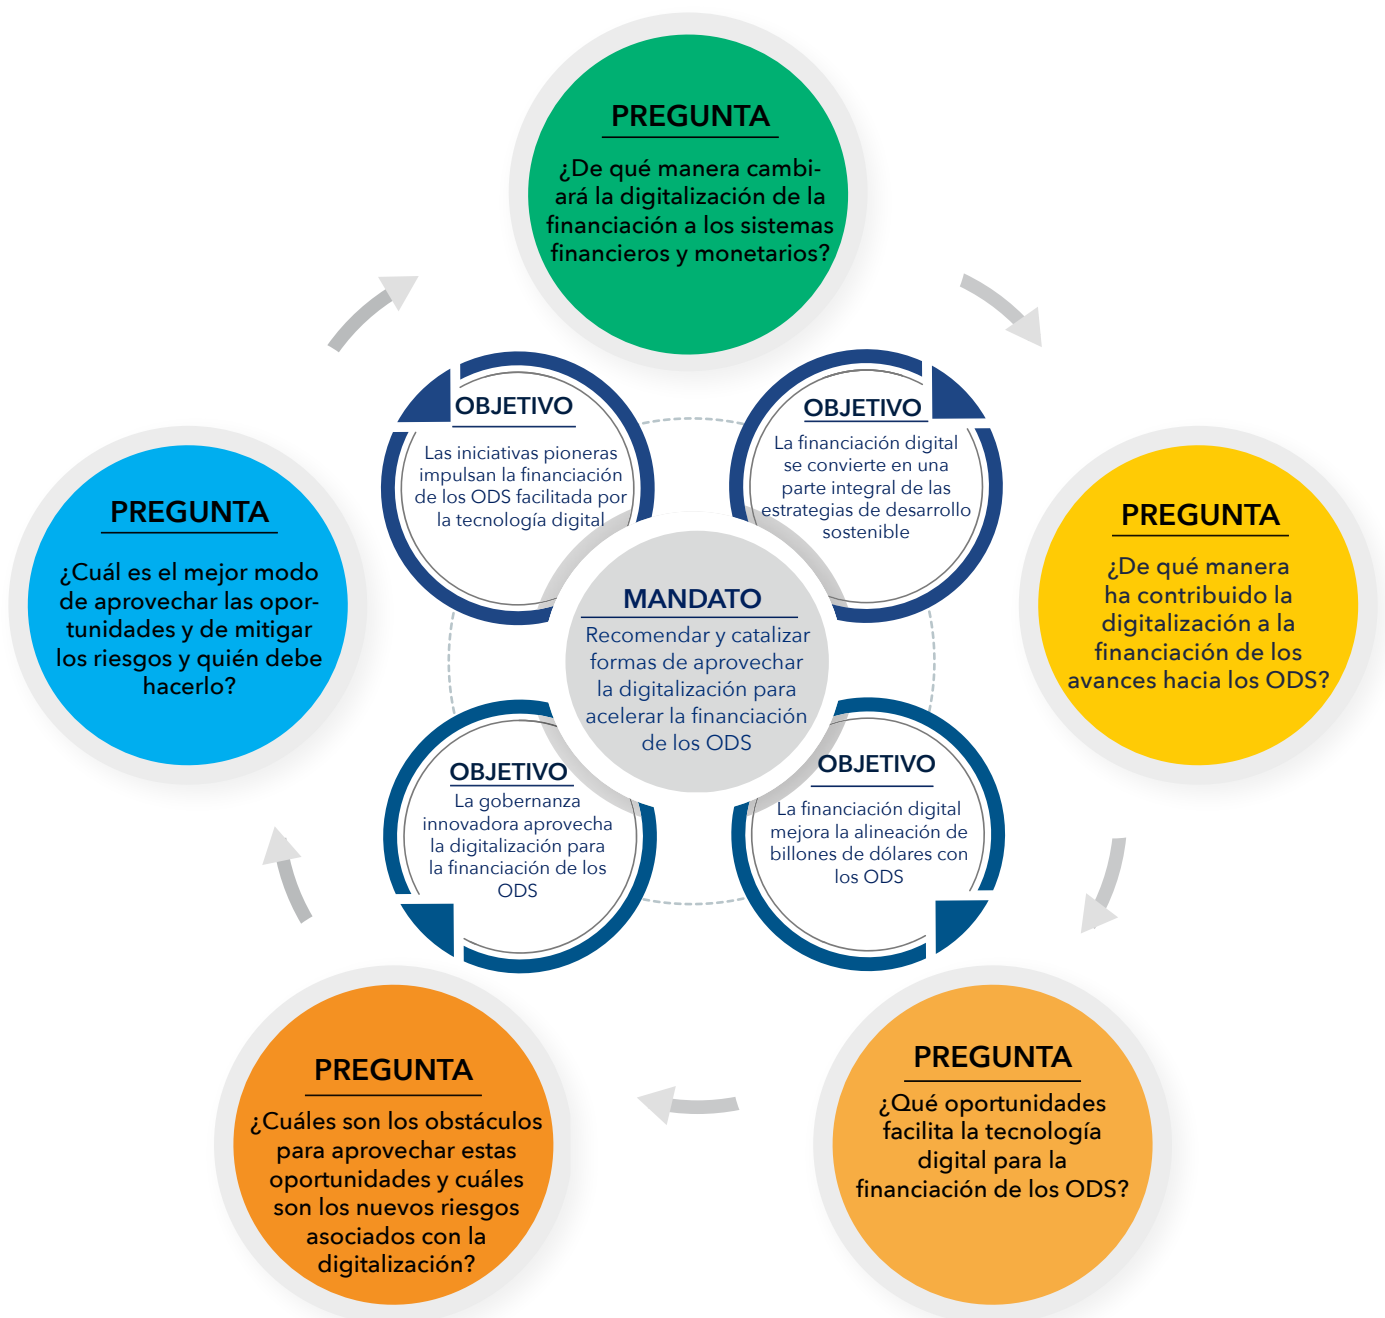 PREGUNTA
¿De qué manera cambi-
ará la digitalización de la
financiación a los sistemas
financieros y monetarios?
OBJETIVO
Las iniciativas pioneras
impulsan la financiación
de los ODS facilitada por
la tecnología digital
OBJETIVO
La financiación digital
se convierte en una
parte integral de las
estrategias de desarrollo
sostenible
PREGUNTA
¿Cuál es el mejor modo
de aprovechar las opor-
tunidades y de mitigar
los riesgos y quién debe
hacerlo?
MANDATO
Recomendar y catalizar
formas de aprovechar
la digitalización para
acelerar la financiación
de los ODS
PREGUNTA
¿De qué manera
ha contribuido la
digitalización a la
financiación de los
avances hacia los ODS?
OBJETIVO
La gobernanza
innovadora aprovecha
la digitalización para
la financiación de los
ODS
OBJETIVO
La financiación digital
mejora la alineación de
billones de dólares con
los ODS
PREGUNTA
¿Cuáles son los obstáculos
para aprovechar estas
oportunidades y cuáles
son los nuevos riesgos
asociados con la
digitalización?
PREGUNTA
¿Qué oportunidades
facilita la tecnología
digital para la
financiación de los ODS?